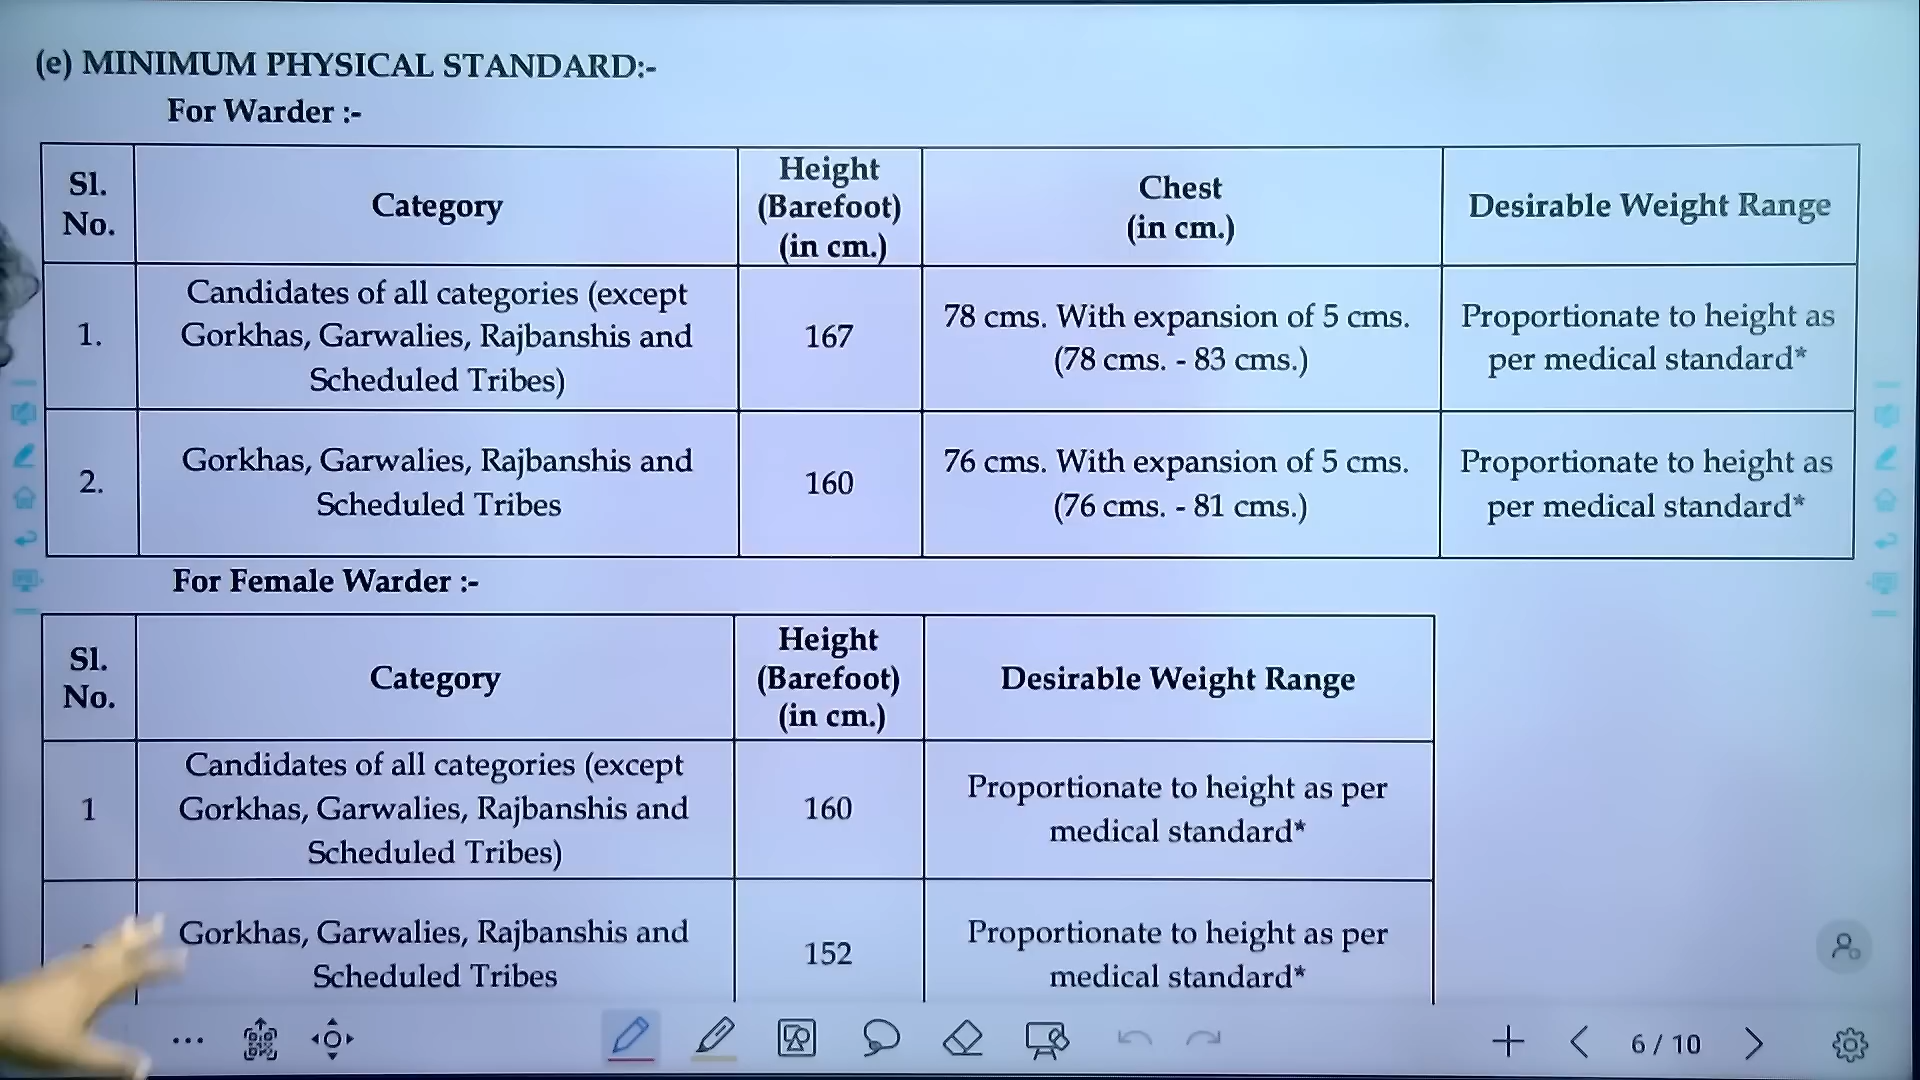 (e) MINIMUM PHYSICAL STANDARD:-
For Warder :-
Sl.
No.
Category
Height
(Barefoot)
(in cm.)
Chest
(in cm.)
Desirable Weight Range
1.
Candidates of all categories (except
Gorkhas, Garwalies, Rajbanshis and
Scheduled Tribes)
167
78 cms. With expansion of 5 cms.
(78 cms. - 83 cms.)
Proportionate to height as
per medical standard*
2.
Gorkhas, Garwalies, Rajbanshis and
Scheduled Tribes
160
76 cms. With expansion of 5 cms.
(76 cms. - 81 cms.)
Proportionate to height as
per medical standard*
For Female Warder :-
Sl.
No.
Category
Height
(Barefoot)
(in cm.)
Desirable Weight Range
1
Candidates of all categories (except
Gorkhas, Garwalies, Rajbanshis and
Scheduled Tribes)
160
Proportionate to height as per
medical standard*
Gorkhas, Garwalies, Rajbanshis and
Scheduled Tribes
152
Proportionate to height as per
medical standard*
6 / 10